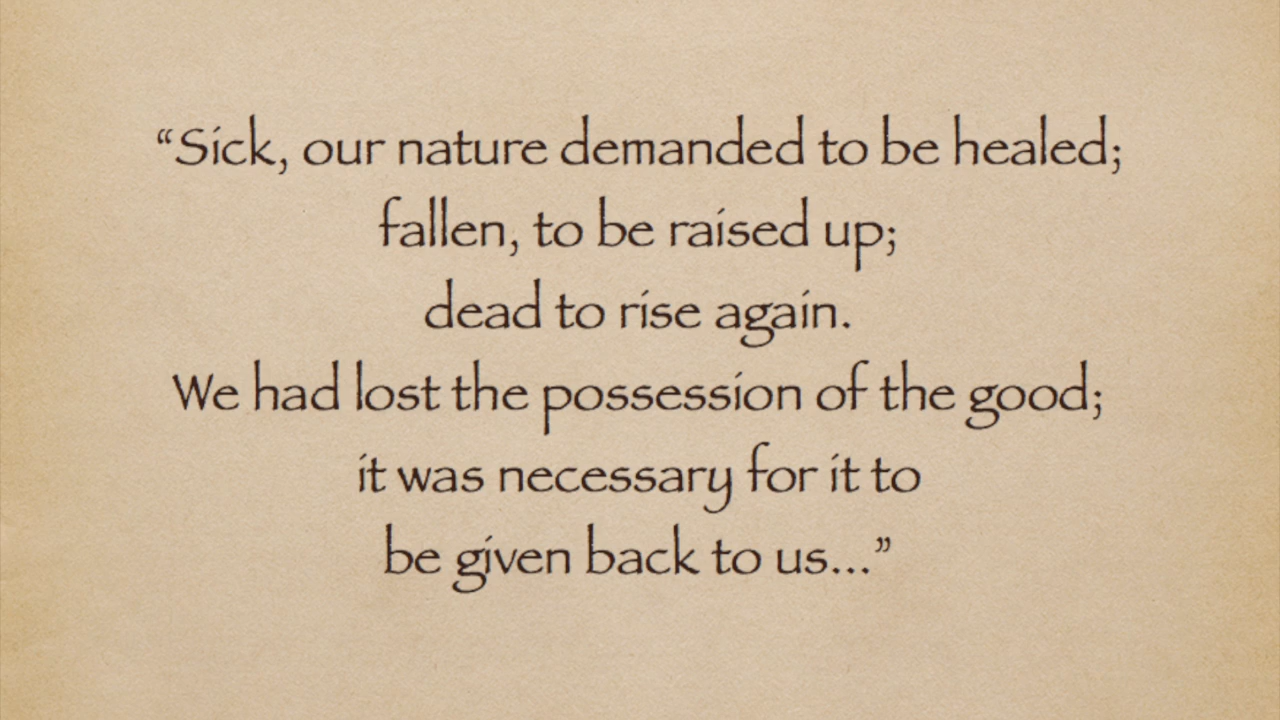 “Sick, our nature demanded to be healed;
fallen, to be raised up;
dead to rise again.
We had lost the possession of the good;
it was necessary for it to
be given back to us...”